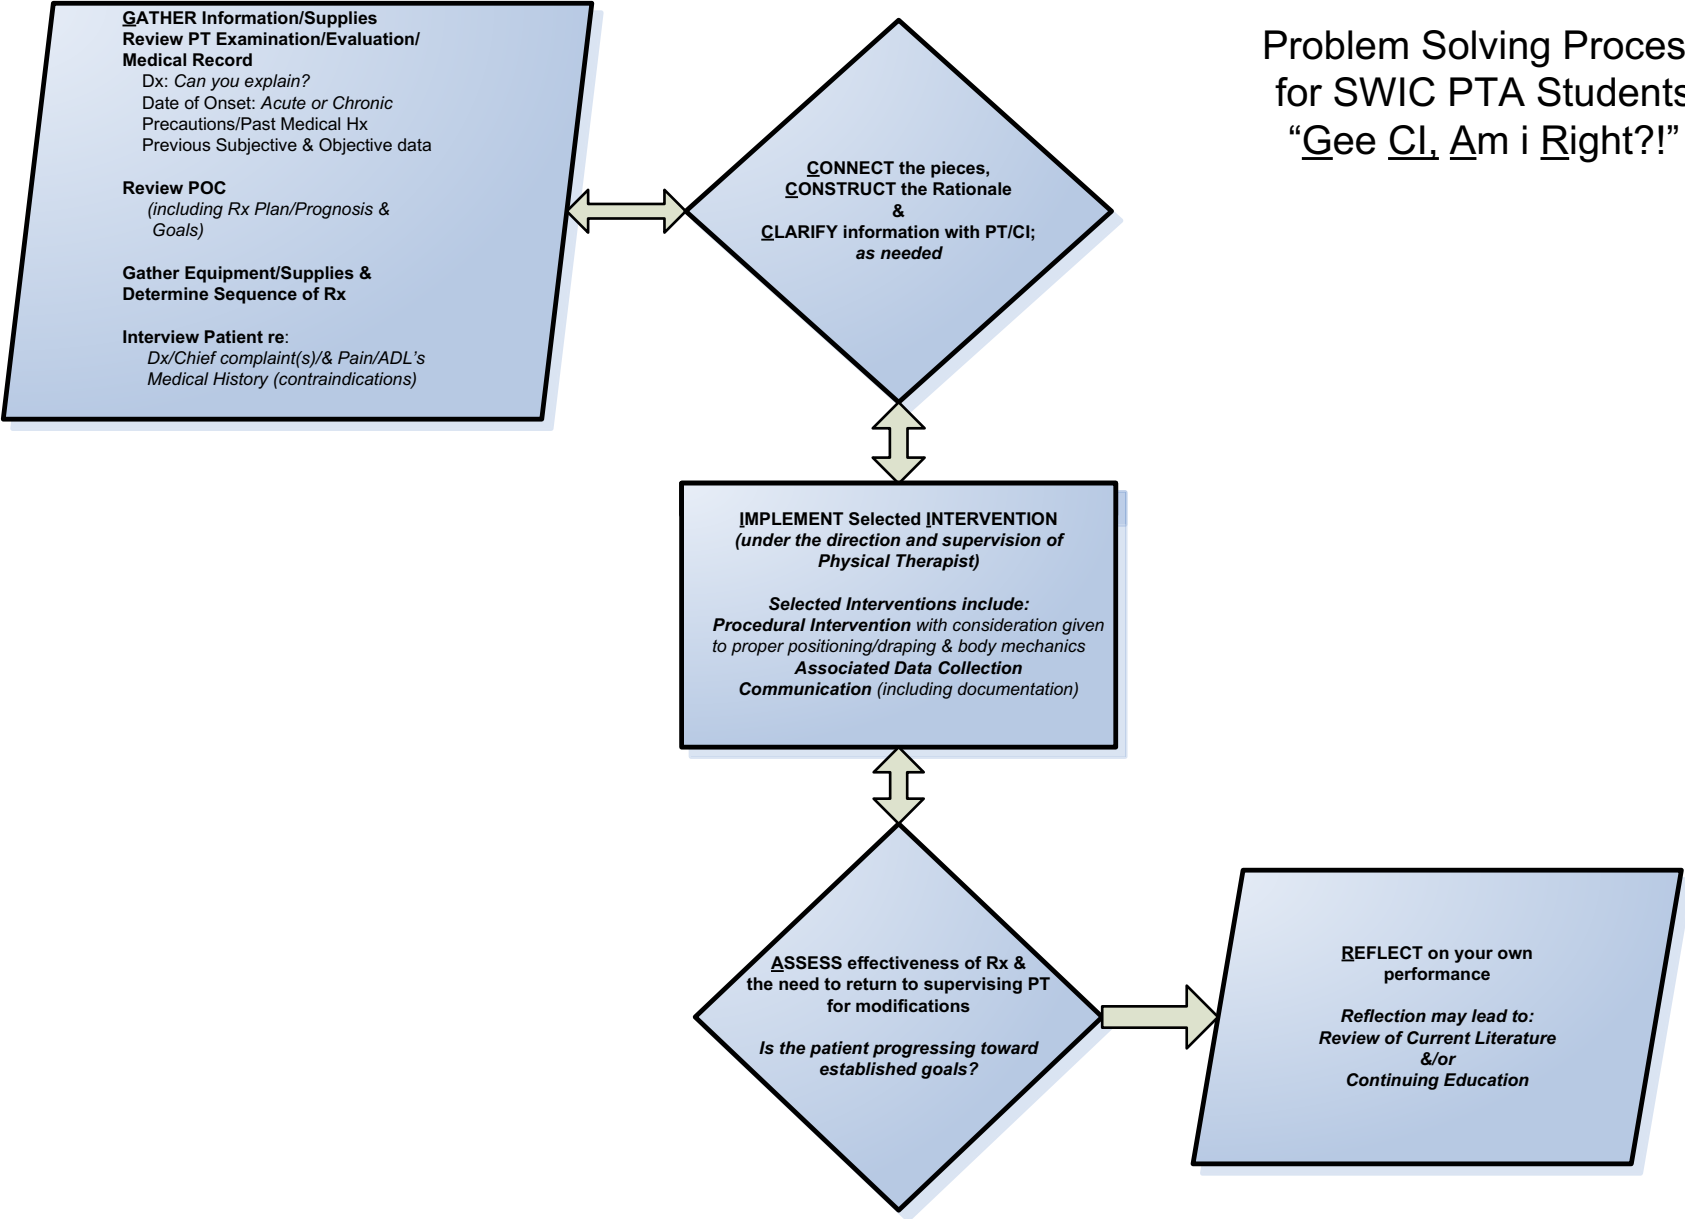 GATHER Information/Supplies
Review PT Examination/Evaluation/
Medical Record
Dx: Can you explain?
Date of Onset: Acute or Chronic
Precautions/Past Medical Hx
Previous Subjective & Objective data
Review POC
(including Rx Plan/Prognosis &
Goals)
Gather Equipment/Supplies &
Determine Sequence of Rx
Interview Patient re:
Dx/Chief complaint(s)/& Pain/ADL’s
Medical History (contraindications)
CONNECT the pieces,
CONSTRUCT the Rationale
&
CLARIFY information with PT/CI;
as needed
Problem Solving Proces
for SWIC PTA Students
“Gee CI, Am i Right?!”
IMPLEMENT Selected INTERVENTION
(under the direction and supervision of
Physical Therapist)
Selected Interventions include:
Procedural Intervention with consideration given
to proper positioning/draping & body mechanics
Associated Data Collection
Communication (including documentation)
ASSESS effectiveness of Rx &
the need to return to supervising PT
for modifications
Is the patient progressing toward
established goals?
REFLECT on your own
performance
Reflection may lead to:
Review of Current Literature
&/or
Continuing Education